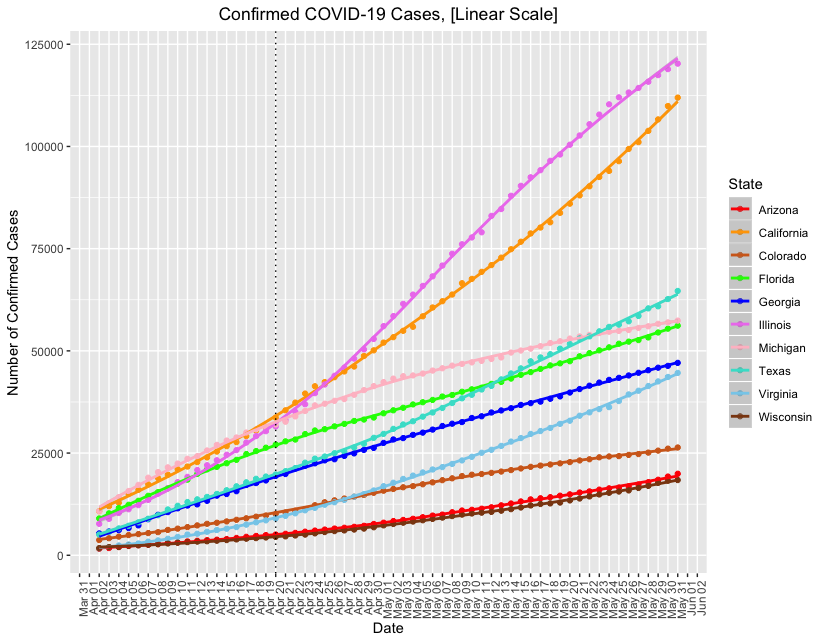 Confirmed COVID-19 Cases, [Linear Scale]
Number of Confirmed Cases
125000
100000
75000
50000
25000
0
Mar 31
Apr 01
Apr 02
Apr 03
Apr 04
Apr 05
Apr 06
Apr 07
Apr 08
Apr 09
Apr 10
Apr 11
Apr 12
Apr 13
Apr 14
Apr 15
Apr 16
Apr 17
Apr 18
Apr 19
Apr 20
Apr 21
Apr 22
Apr 23
Apr 24
Apr 25
Apr 26
Apr 27
Apr 28
Apr 29
Apr 30
May 01
May 02
May 03
May 04
May 05
May 06
May 07
May 08
May 09
May 10
May 11
May 12
May 13
May 14
May 15
May 16
May 17
May 18
May 19
May 20
May 21
May 22
May 23
May 24
May 25
May 26
May 27
May 28
May 29
May 30
May 31
Jun 01
Jun 02
Date
State
Arizona
California
Colorado
Florida
Georgia
Illinois
Michigan
Texas
Virginia
Wisconsin